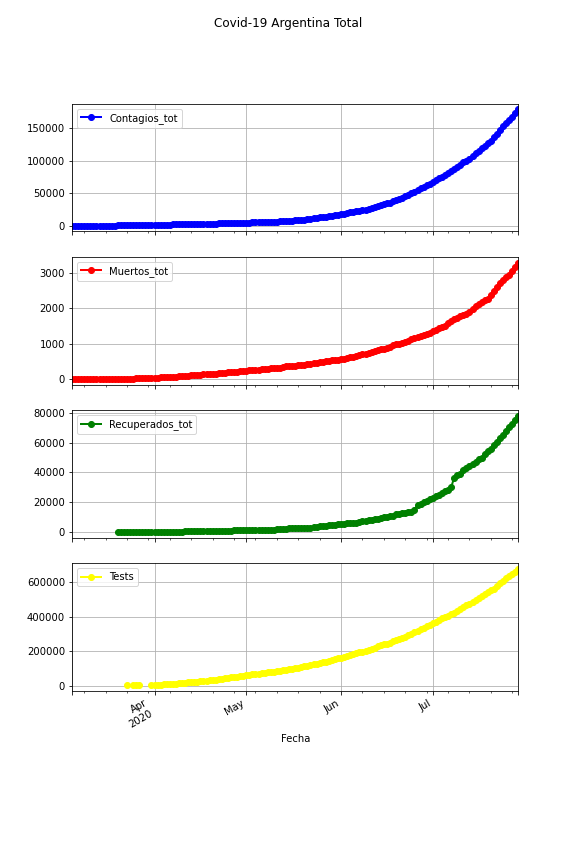 Covid-19 Argentina Total
Contagios_tot
150000
100000
50000
0
Muertos_tot
3000
2000
1000
0
Recuperados_tot
80000
60000
40000
20000
0
Tests
600000
400000
200000
0
Apr
2020
May
Jun
Jul
Fecha